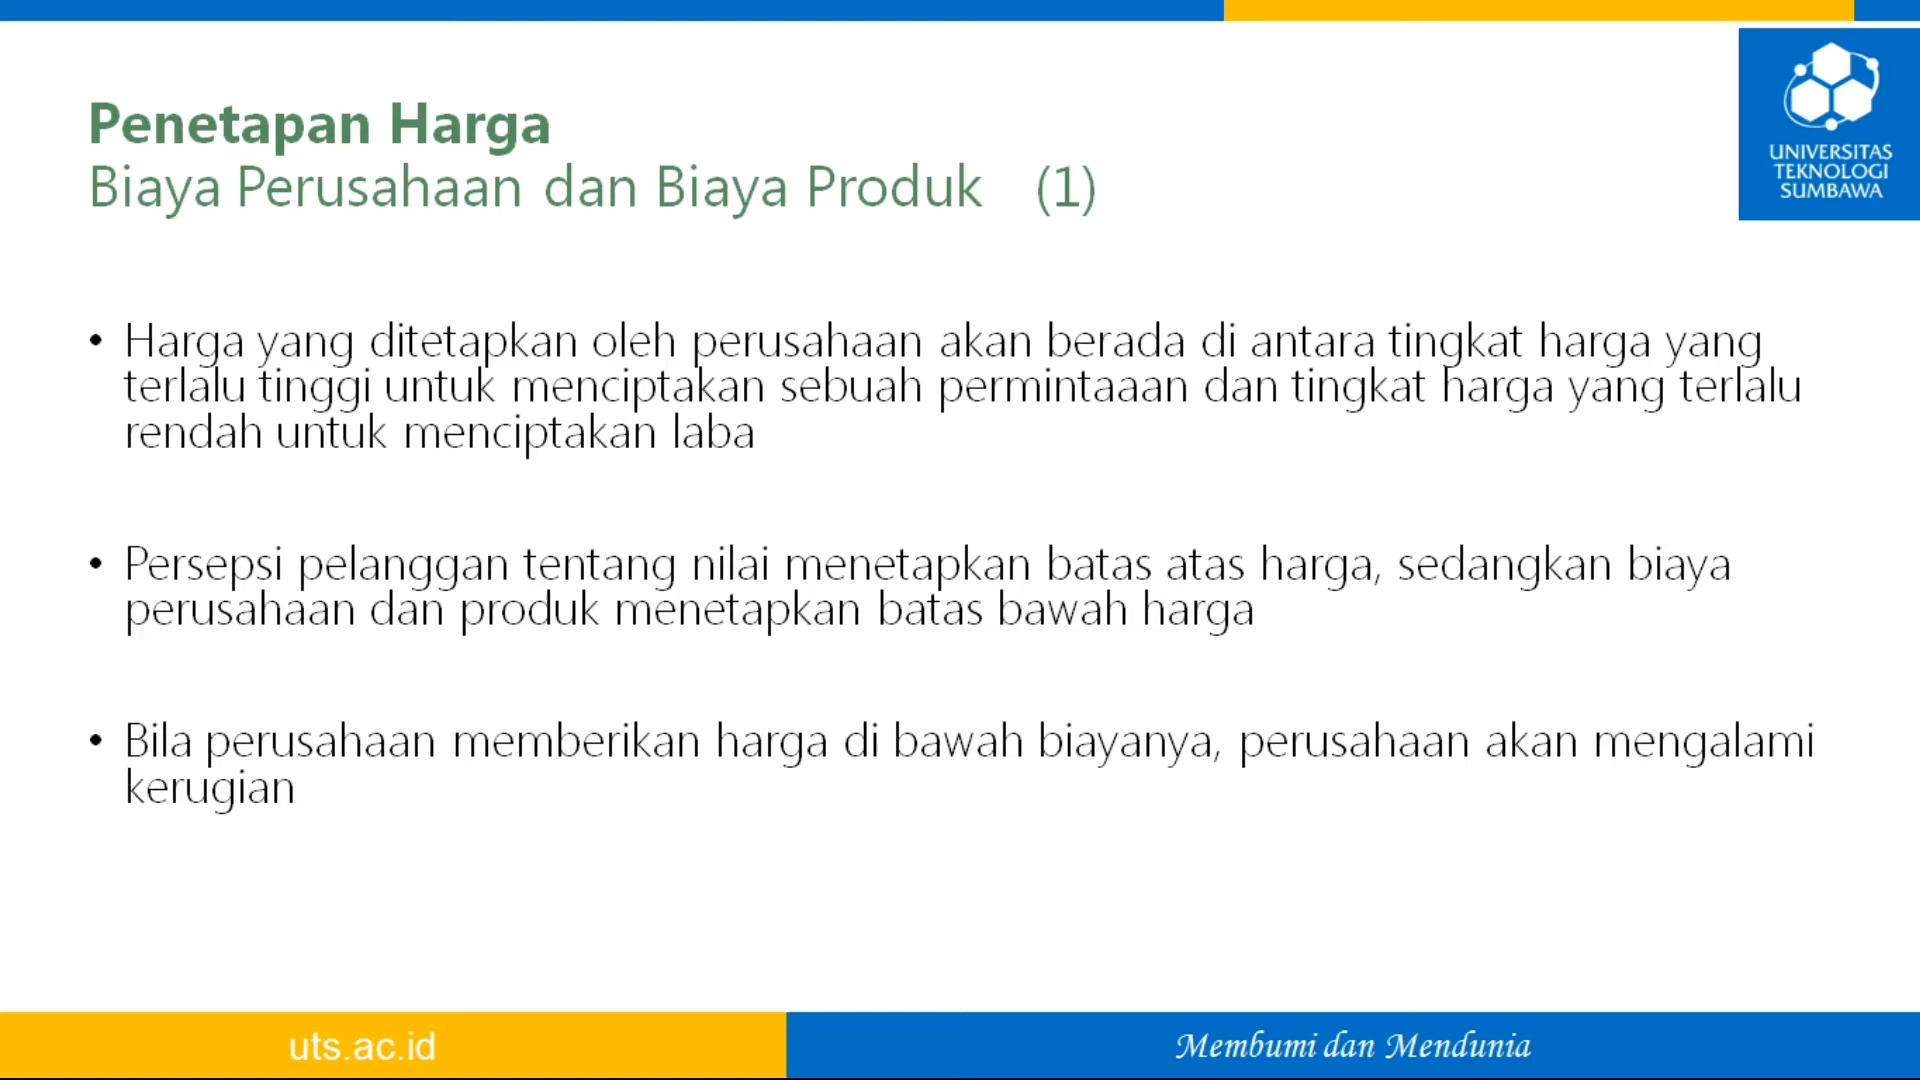 Penetapan Harga
Biaya Perusahaan dan Biaya Produk (1)
UNIVERSITAS
TEKNOLOGI
SUMBAWA
• Harga yang ditetapkan oleh perusahaan akan berada di antara tingkat harga yang
terlalu tinggi untuk menciptakan sebuah permintaaan dan tingkat harga yang terlalu
rendah untuk menciptakan laba
• Persepsi pelanggan tentang nilai menetapkan batas atas harga, sedangkan biaya
perusahaan dan produk menetapkan batas bawah harga
• Bila perusahaan memberikan harga di bawah biayanya, perusahaan akan mengalami
kerugian
uts.ac.id
Membumi dan Mendunia